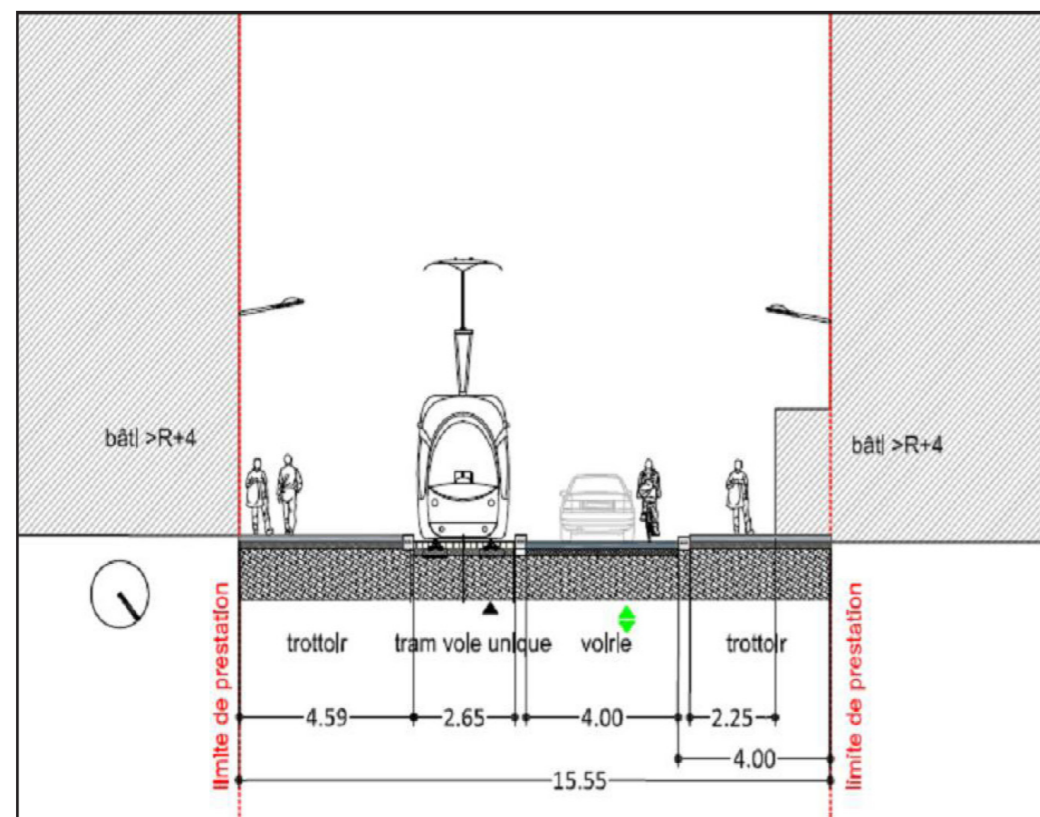 bâti >R+4
bâti >R+4
limite de prestation
trottoir
tram voie unique
voirie
trottoir
limite de prestation
4.59
2.65
4.00
2.25
4.00
15.55